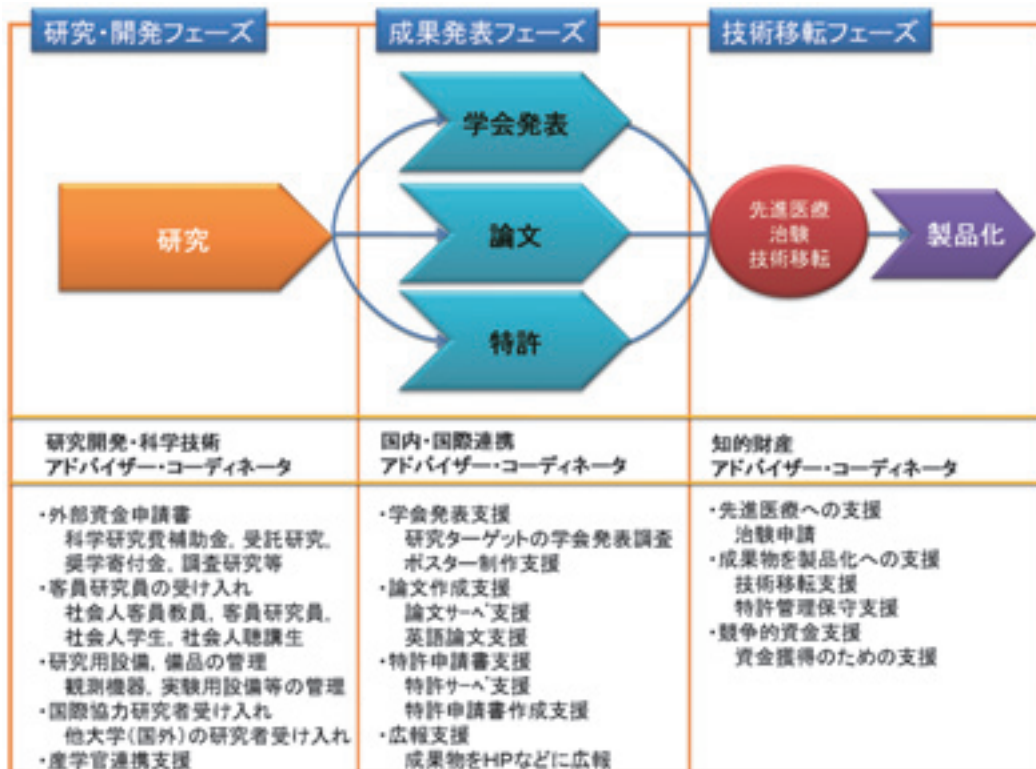 研究・開発フェーズ
成果発表フェーズ
技術移転フェーズ
研究
学会発表
論文
特許
先進医療
治験
技術移転
製品化
研究開発・科学技術
アドバイザー・コーディネータ
国内・国際連携
アドバイザー・コーディネータ
知的財産
アドバイザー・コーディネータ
・外部資金申請書
科学研究費補助金, 受託研究,
奨学寄付金, 調査研究等
・客員研究員の受け入れ
社会人客員教員, 客員研究員,
社会人学生, 社会人聴講生
・研究用設備, 備品の管理
観測機器, 実験用設備等の管理
・国際協力研究者受け入れ
他大学(国外)の研究者受け入れ
・産学官連携支援
・学会発表支援
研究ターゲットの学会発表調査
ポスター制作支援
・論文作成支援
論文サーベ支援
英語論文支援
・特許申請書支援
特許サーベ支援
特許申請書作成支援
・広報支援
成果物をHPなどに広報
・先進医療への支援
治験申請
・成果物を製品化への支援
技術移転支援
特許管理保守支援
・競争的資金支援
資金獲得のための支援